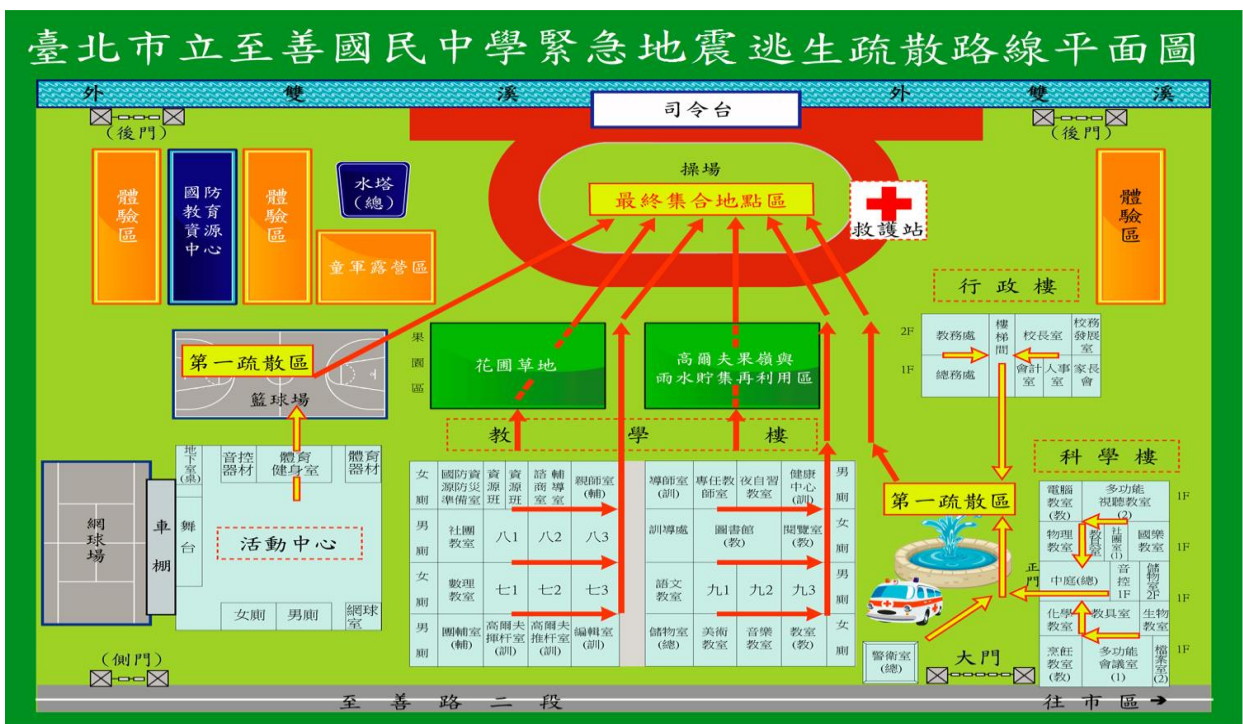 臺北市立至善國民中學緊急地震逃生疏散路線平面圖
外 雙 溪 外 雙 溪
(後門)
司令台
(後門)
體驗區
國防教育資源中心
體驗區
水塔
(總)
童軍露營區
操場
最終集合地點區
救護站
體驗區
行政樓
2F
教務處
樓梯間
校長室
校務發展室
1F
總務處
會計室
人事室
家長會
第一疏散區
籃球場
果園區
花圃草地
高爾夫果嶺與
雨水貯集再利用區
教 學 樓
科學樓
地下室(桌)
音控器材
體育健身室
體育器材
網球場
車棚
舞台
活動中心
女廁
男廁
網球室
女廁
國防資源防災準備室
資源班
資源班
諮商室
輔導室
親師室(輔)
男廁
社團教室
八1
八2
八3
女廁
數理教室
七1
七2
七3
男廁
團輔室(輔)
高爾夫揮杆室(訓)
高爾夫推杆室(訓)
編輯室(訓)
導師室(訓)
專任教師室
夜自習教室
健康中心(訓)
男廁
訓導處
圖書館(教)
閱覽室(教)
女廁
語文教室
九1
九2
九3
男廁
儲物室(總)
美術教室
音樂教室
教室(教)
女廁
第一疏散區
電腦教室(教)
多功能視聽教室(2)
1F
物理教室
教具室
社團室(1)
國樂教室
1F
正門
中庭(總)
音控1F
儲物室2F
1F
化學教室
教具室
生物教室
烹飪教室(教)
多功能會議室(1)
檔案室(2)
1F
警衛室
(總)
大門
(側門)
至善路二段
往市區→